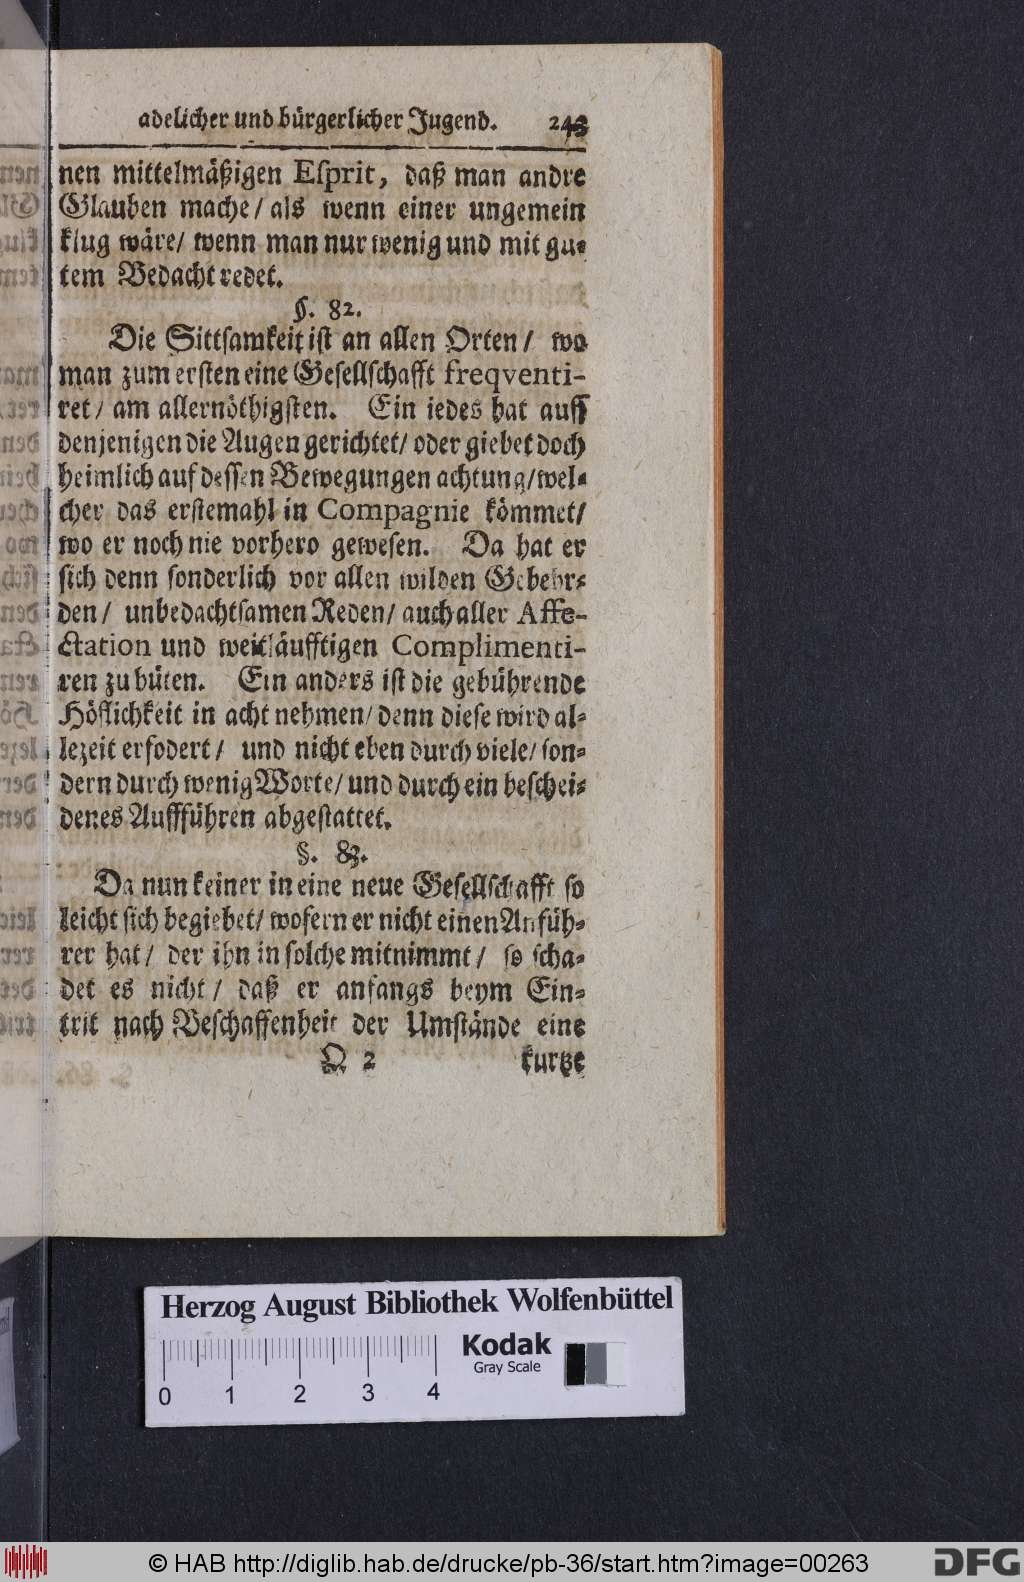 adelicher und bürgerlicher Jugend. 243
nen mittelmäßigen Esprit, daß man andre
Glauben mache/ als wenn einer ungemein
klug wäre/ wenn man nur wenig und mit gu-
tem Bedacht redet.
§. 82.
Die Sittsamkeit ist an allen Orten/ wo
man zum ersten eine Gesellschafft freqventi-
ret/ am allernöthigsten. Ein iedes hat auff
denjenigen die Augen gerichtet/ oder giebet doch
heimlich auf dessen Bewegungen achtung/ wel-
cher das erstemahl in Compagnie kömmet/
wo er noch nie vorhero gewesen. Da hat er
sich denn sonderlich vor allen wilden Gebehr-
den/ unbedachtsamen Reden/ auch aller Affe-
ctation und weitläufftigen Complimenti-
ren zu hüten. Ein anders ist die gebührende
Höflichkeit in acht nehmen/ denn diese wird al-
lezeit erfodert/ und nicht eben durch viele/ son-
dern durch wenig Worte/ und durch ein beschei-
denes Auffführen abgestattet.
§. 83.
Da nun keiner in eine neue Gesellschafft so
leicht sich begiebet/ wofern er nicht einen Anfüh-
rer hat/ der ihn in solche mitnimmt/ so scha-
det es nicht/ daß er anfangs beym Ein-
trit nach Beschaffenheit der Umstände eine
Q 2 kurtze
Herzog August Bibliothek Wolfenbüttel
Kodak
Gray Scale
0 1 2 3 4
© HAB http://diglib.hab.de/drucke/pb-36/start.htm?image=00263
DFG